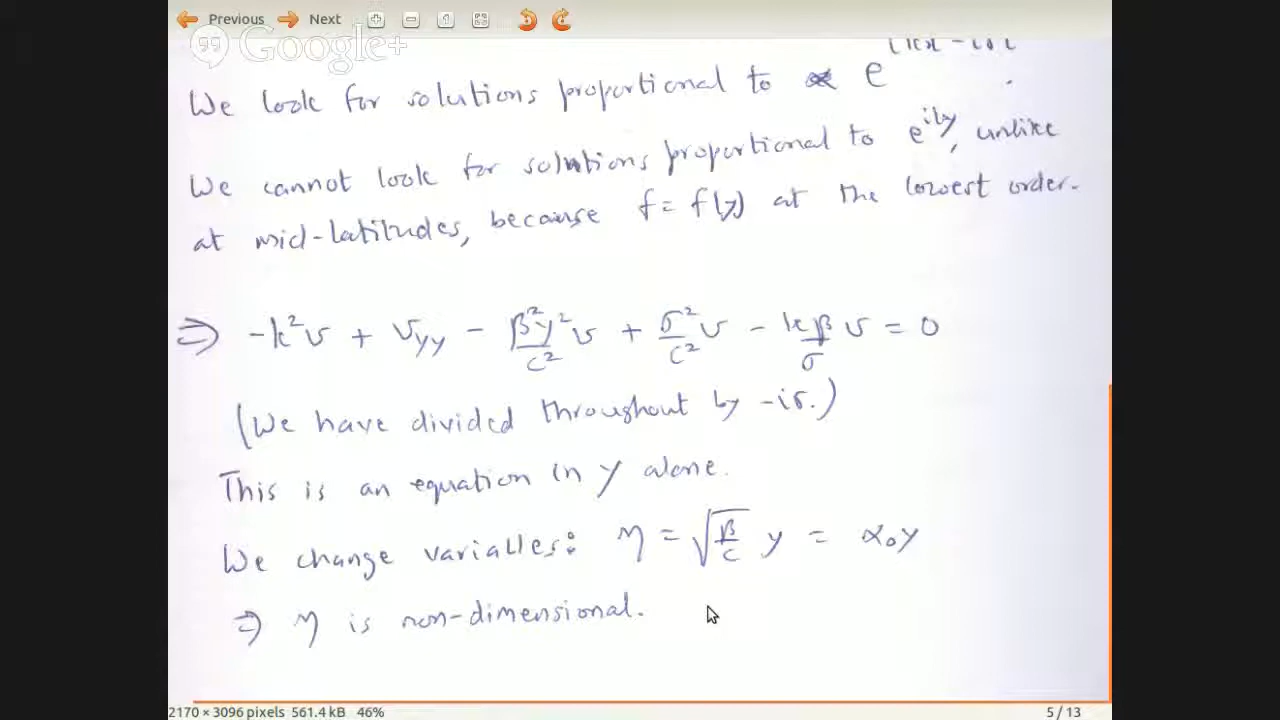 Previous Next
Google+
We look for solutions proportional to e
We cannot look for solutions proportional to e^{ily}, unlike
at mid-latitudes, because f = f(y) at the lowest order.
⇒ -k²v + v_yy - β²y²/c² v + σ²/c² v - kβ/σ v = 0
(We have divided throughout by -iσ.)
This is an equation in y alone.
We change variables: η = √(β/c) y = α₀y
⇒ η is non-dimensional.
2170 × 3096 pixels 561.4 kB 46% 5 / 13